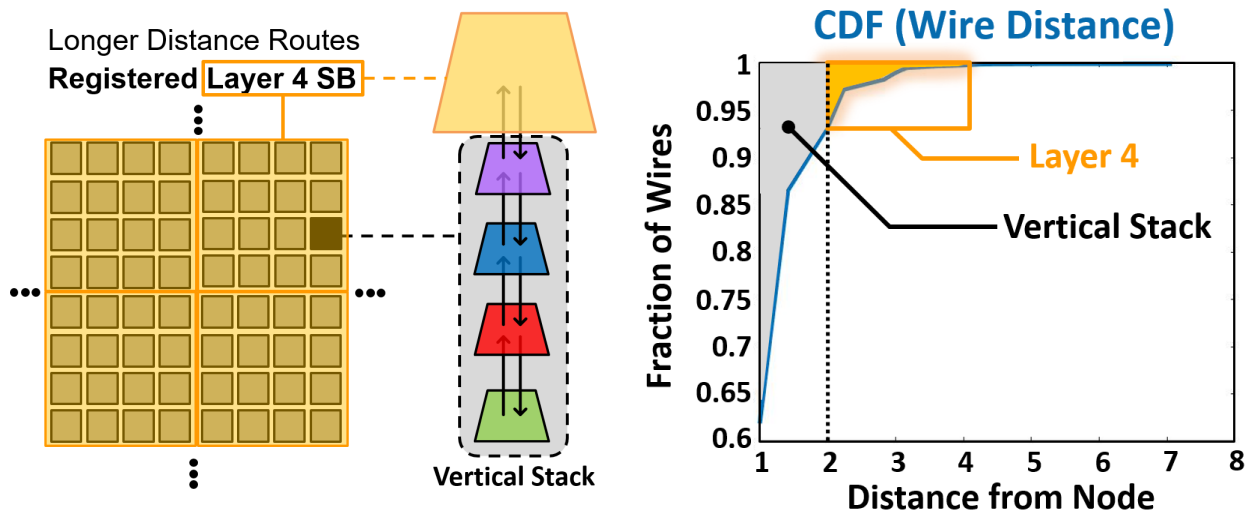 Longer Distance Routes
Registered Layer 4 SB
Vertical Stack
CDF (Wire Distance)
Fraction of Wires
1
0.95
0.9
0.85
0.8
0.75
0.7
0.65
0.6
Layer 4
Vertical Stack
1 2 3 4 5 6 7 8
Distance from Node